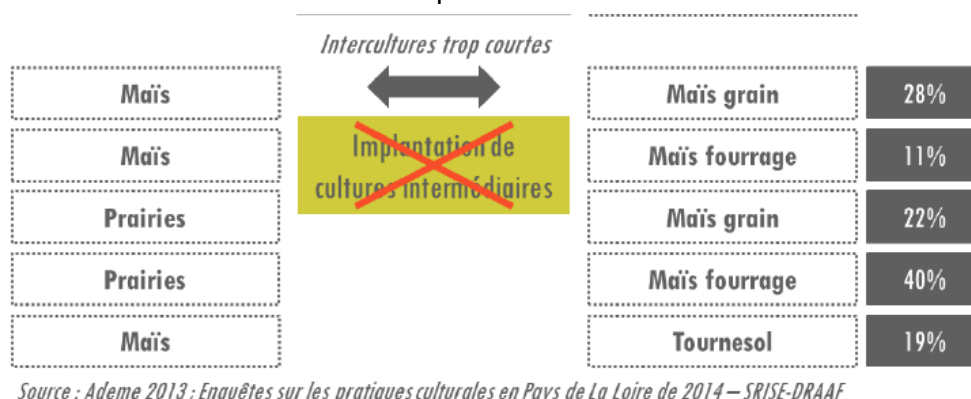 Intercultures trop courtes
Maïs Maïs grain 28%
Maïs Implantation de cultures intermédiaires Maïs fourrage 11%
Prairies Maïs grain 22%
Prairies Maïs fourrage 40%
Maïs Tournesol 19%
Source : Ademe 2013 ; Enquêtes sur les pratiques culturales en Pays de La Loire de 2014 – SRISE-DRAAF